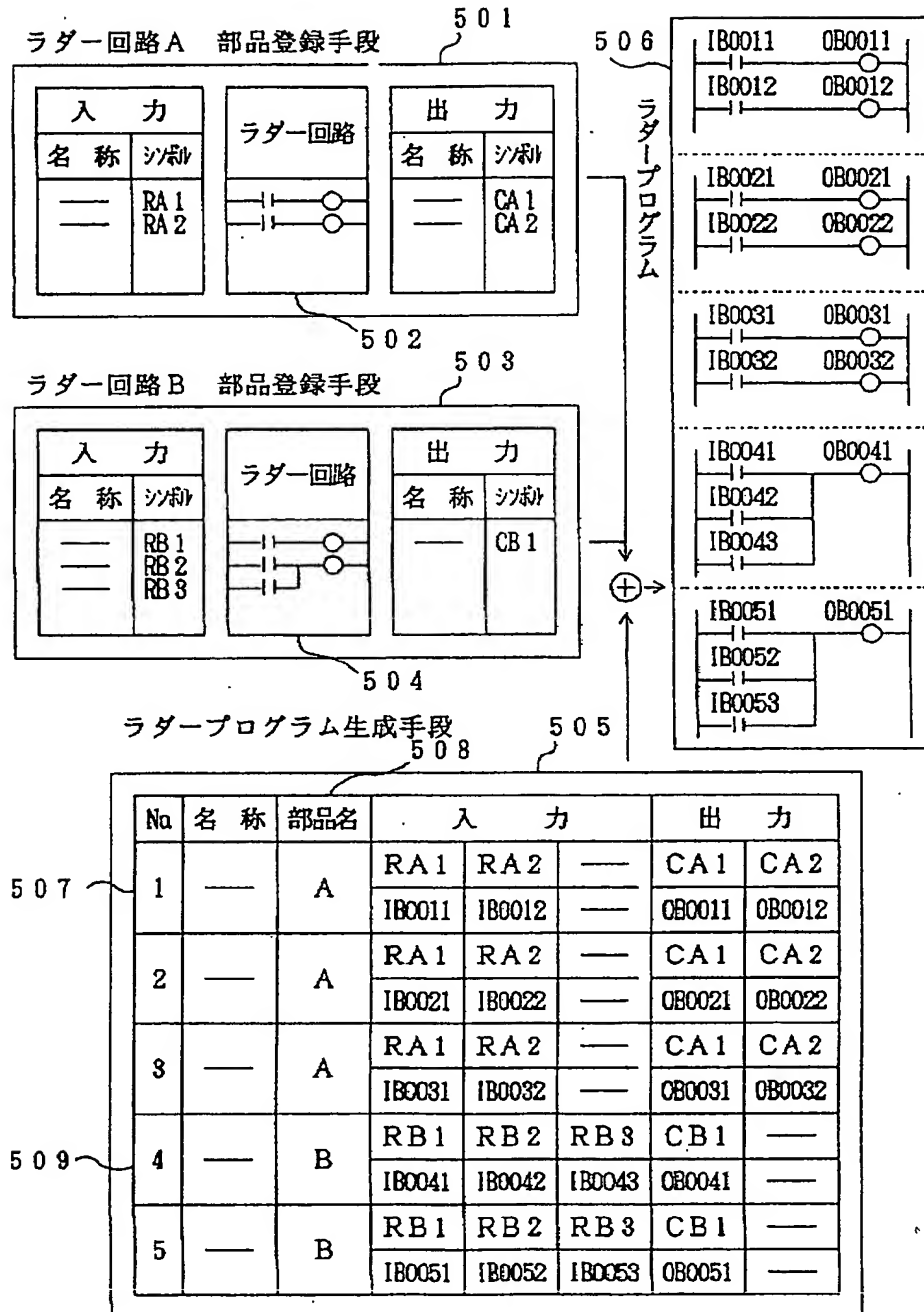 501
ラダー回路A 部品登録手段
入力 ラダー回路 出力
名称 シンボル 名称 シンボル
RA1 CA1
RA2 CA2
502
503
ラダー回路B 部品登録手段
入力 ラダー回路 出力
名称 シンボル 名称 シンボル
RB1 CB1
RB2
RB3
504
506
ラダープログラム
IB0011 OB0011
IB0012 OB0012
IB0021 OB0021
IB0022 OB0022
IB0031 OB0031
IB0032 OB0032
IB0041 OB0041
IB0042
IB0043
IB0051 OB0051
IB0052
IB0053
ラダープログラム生成手段
505
508
No. 名称 部品名 入力 出力
507
1 — A RA1 RA2 — CA1 CA2
IB0011 IB0012 — OB0011 OB0012
2 — A RA1 RA2 — CA1 CA2
IB0021 IB0022 — OB0021 OB0022
3 — A RA1 RA2 — CA1 CA2
IB0031 IB0032 — OB0031 OB0032
509
4 — B RB1 RB2 RB3 CB1 —
IB0041 IB0042 IB0043 OB0041 —
5 — B RB1 RB2 RB3 CB1 —
IB0051 IB0052 IB0053 OB0051 —